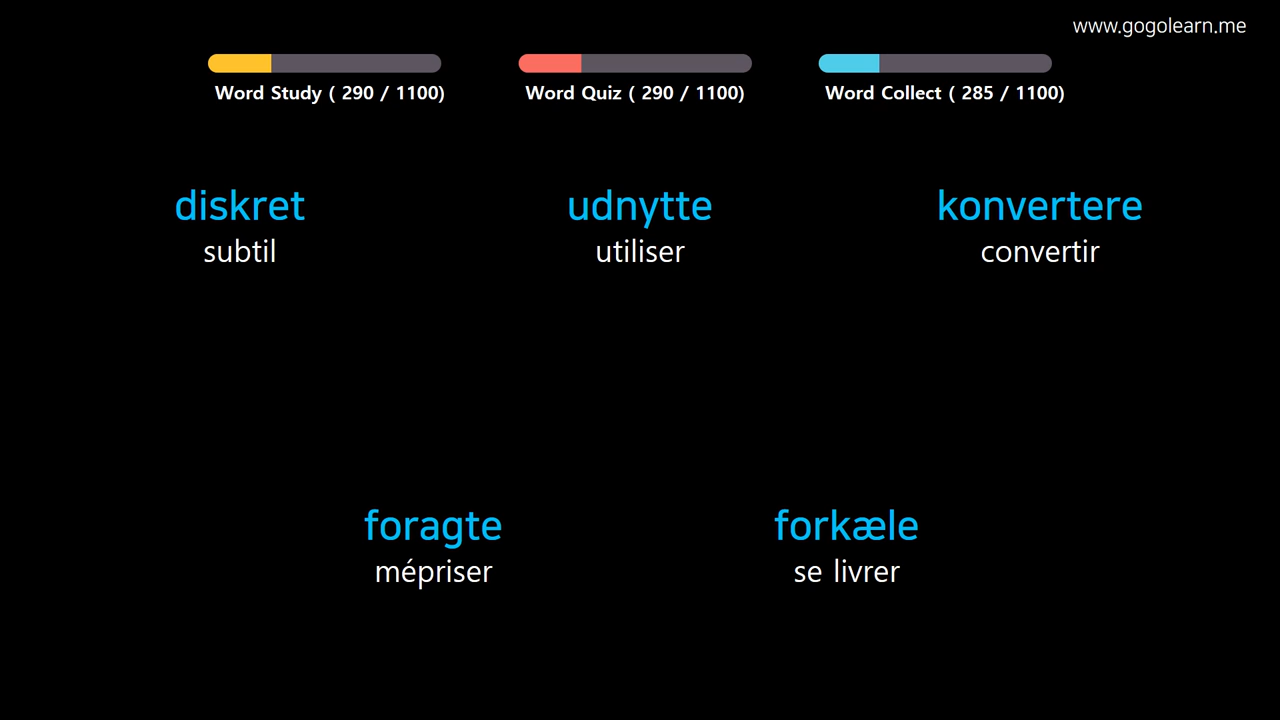 www.gogolearn.me
Word Study ( 290 / 1100)
Word Quiz ( 290 / 1100)
Word Collect ( 285 / 1100)
diskret
subtil
udnytte
utiliser
konvertere
convertir
foragte
mépriser
forkæle
se livrer